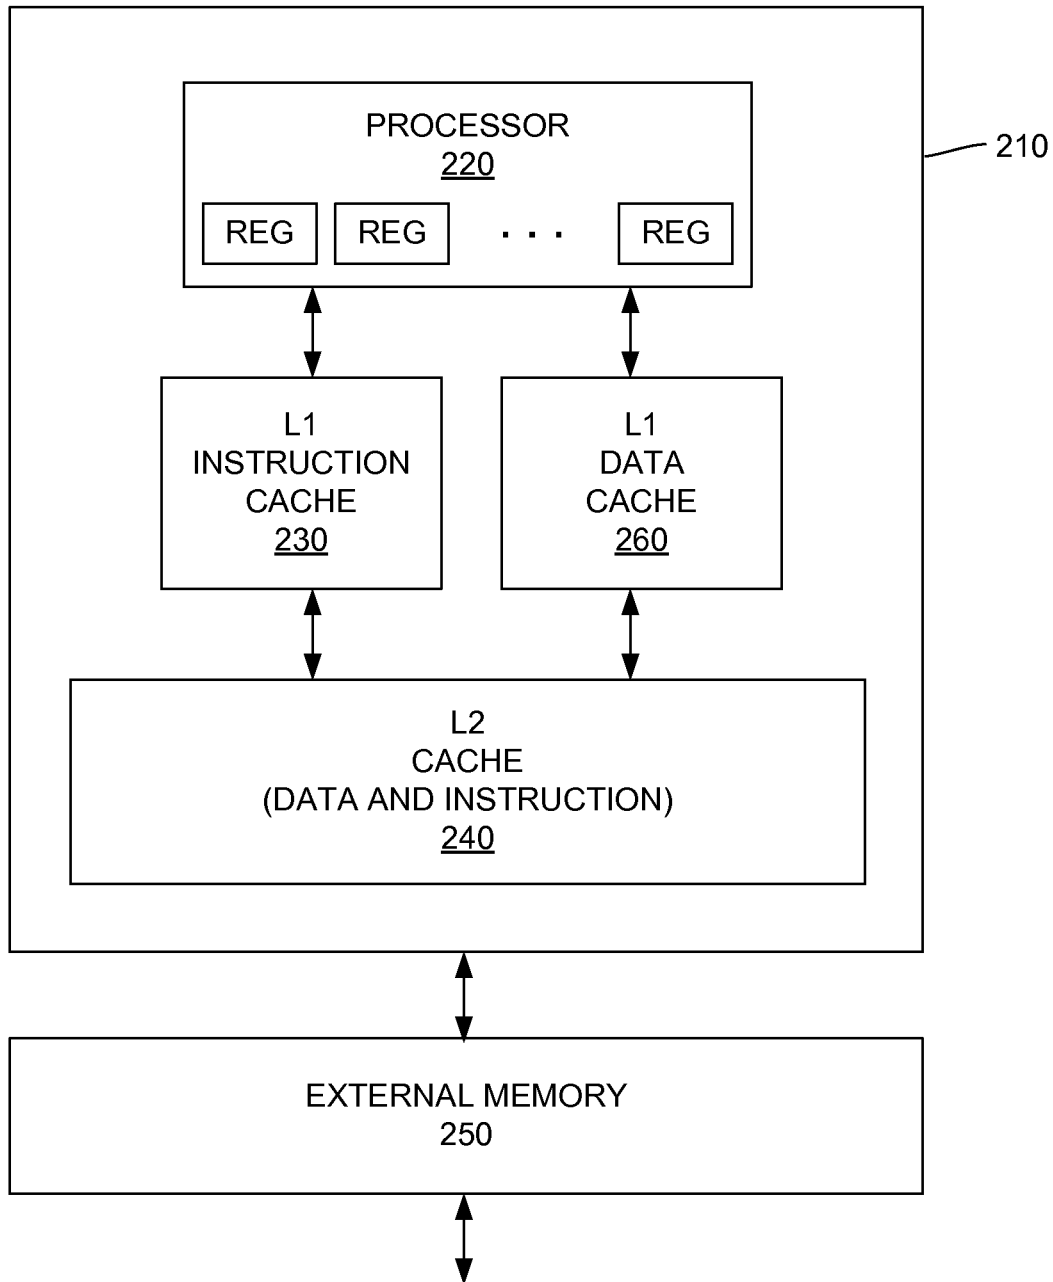 PROCESSOR
220
210
REG REG . . . REG
L1
INSTRUCTION
CACHE
230
L1
DATA
CACHE
260
L2
CACHE
(DATA AND INSTRUCTION)
240
EXTERNAL MEMORY
250